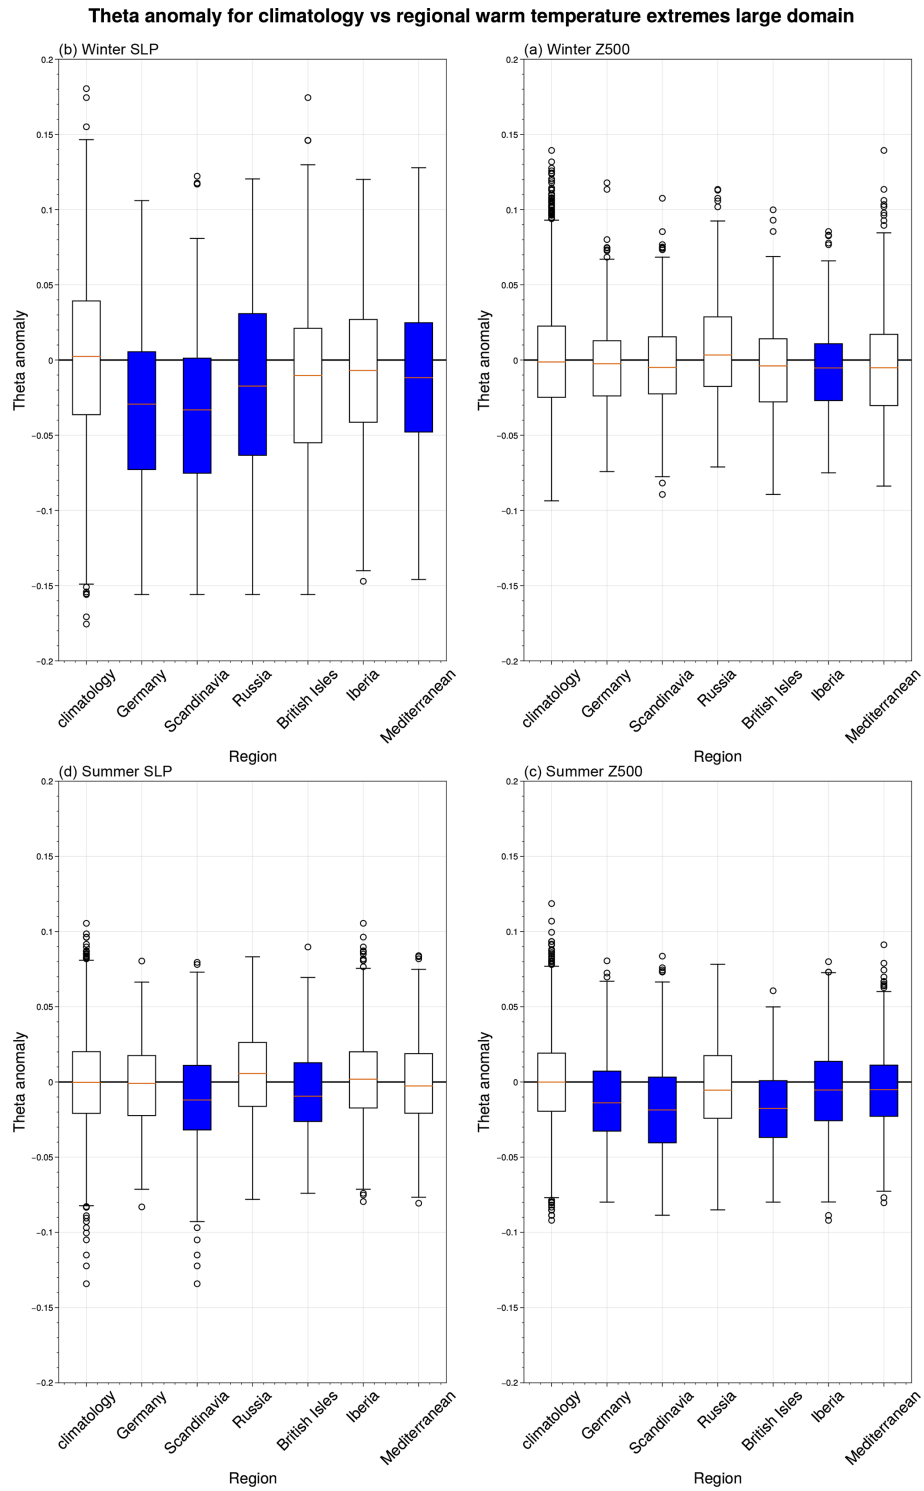 Theta anomaly for climatology vs regional warm temperature extremes large domain
(b) Winter SLP
0.2
0.15
0.1
0.05
0
−0.05
−0.1
−0.15
−0.2
Theta anomaly
climatology
Germany
Scandinavia
Russia
British Isles
Iberia
Mediterranean
Region
(a) Winter Z500
0.2
0.15
0.1
0.05
0
−0.05
−0.1
−0.15
−0.2
Theta anomaly
climatology
Germany
Scandinavia
Russia
British Isles
Iberia
Mediterranean
Region
(d) Summer SLP
0.2
0.15
0.1
0.05
0
−0.05
−0.1
−0.15
−0.2
Theta anomaly
climatology
Germany
Scandinavia
Russia
British Isles
Iberia
Mediterranean
Region
(c) Summer Z500
0.2
0.15
0.1
0.05
0
−0.05
−0.1
−0.15
−0.2
Theta anomaly
climatology
Germany
Scandinavia
Russia
British Isles
Iberia
Mediterranean
Region